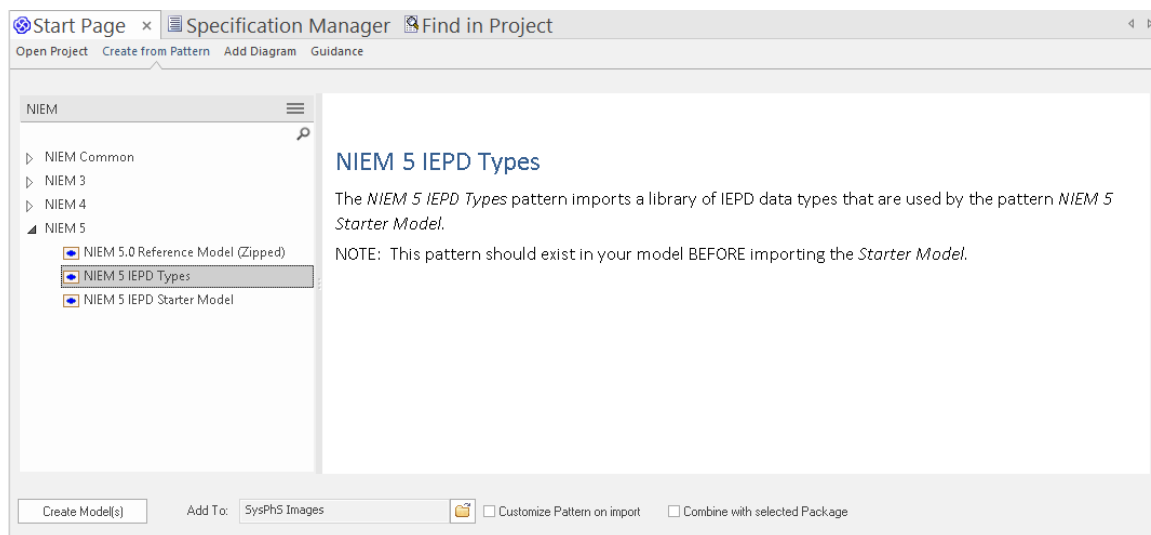 Start Page × Specification Manager Find in Project
Open Project Create from Pattern Add Diagram Guidance
NIEM
NIEM Common
NIEM 3
NIEM 4
NIEM 5
NIEM 5.0 Reference Model (Zipped)
NIEM 5 IEPD Types
NIEM 5 IEPD Starter Model
NIEM 5 IEPD Types
The NIEM 5 IEPD Types pattern imports a library of IEPD data types that are used by the pattern NIEM 5
Starter Model.
NOTE: This pattern should exist in your model BEFORE importing the Starter Model.
Create Model(s) Add To: SysPhS Images Customize Pattern on import Combine with selected Package